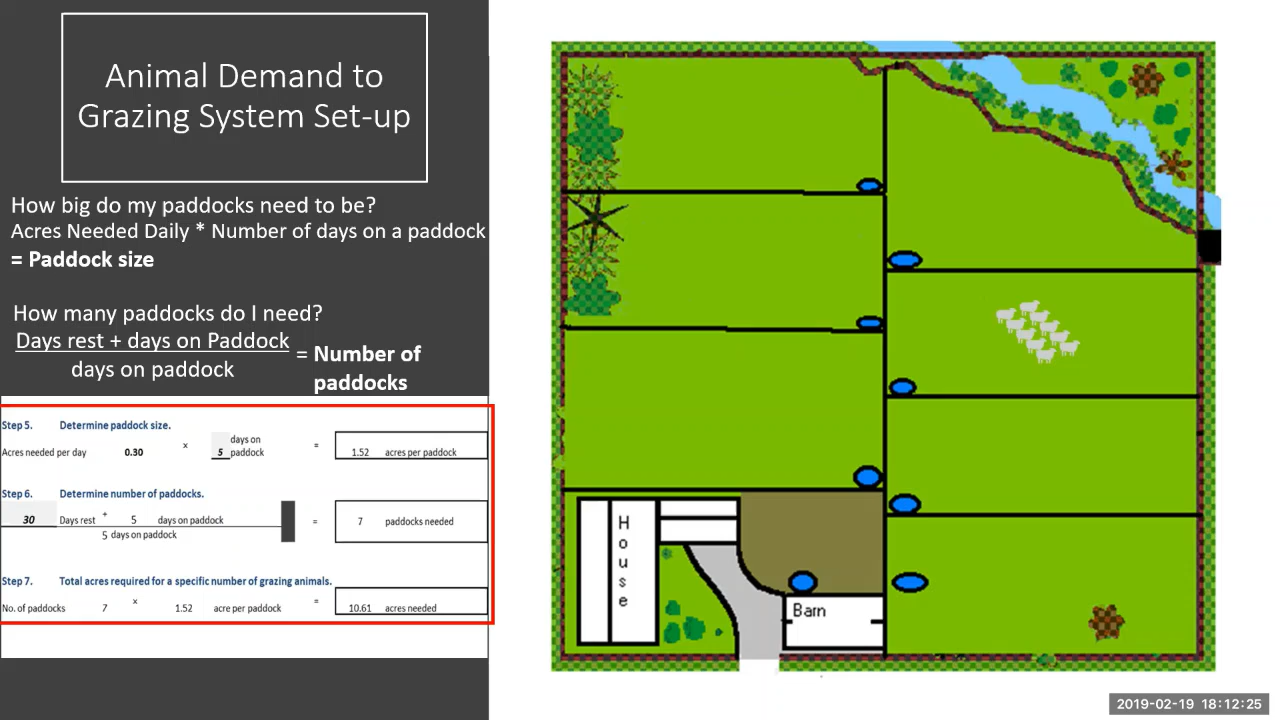 Animal Demand to
Grazing System Set-up
How big do my paddocks need to be?
Acres Needed Daily * Number of days on a paddock
= Paddock size
How many paddocks do I need?
Days rest + days on Paddock
days on paddock
= Number of
paddocks
Step 5. Determine paddock size.
Acres needed per day 0.30 x 5 days on paddock = 1.52 acres per paddock
Step 6. Determine number of paddocks.
30 Days rest + 5 days on paddock = 7 paddocks needed
5 days on paddock
Step 7. Total acres required for a specific number of grazing animals.
No. of paddocks 7 x 1.52 acre per paddock = 10.61 acres needed
House
Barn
2019-02-19 18:12:25